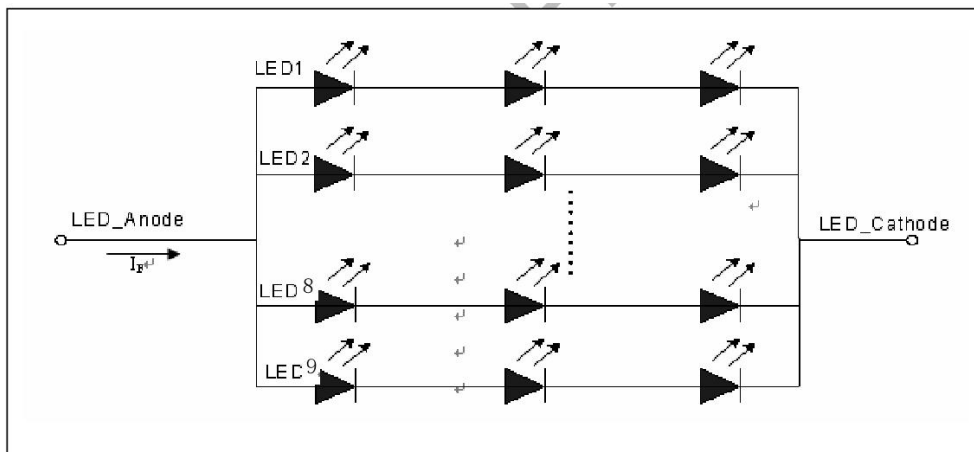 LED1
LED2
LED_Anode
LED_Cathode
IF↵
↵
↵
↵
LED8
↵
LED9
↵
↵